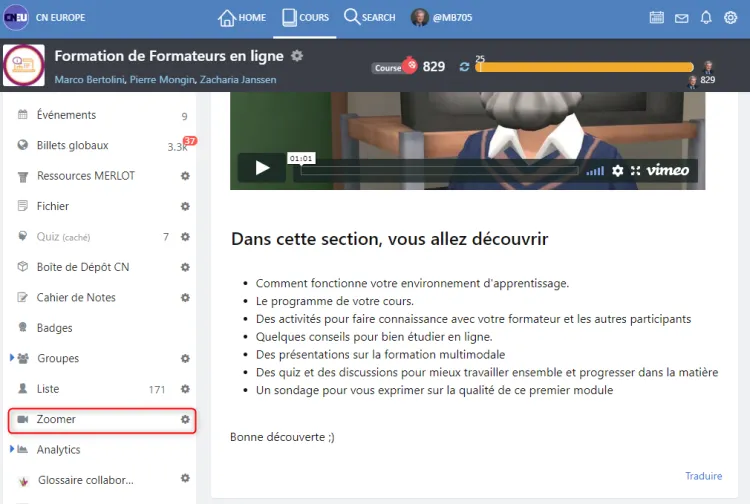 CNEU CN EUROPE HOME COURS SEARCH @MB705
Formation de Formateurs en ligne
Marco Bertolini, Pierre Mongin, Zacharia Janssen
Course 829
25
829
Événements 9
Billets globaux 3.3k 37
Ressources MERLOT
Fichier
Quiz (caché) 7
Boîte de Dépôt CN
Cahier de Notes
Badges
Groupes
Liste 171
Zoomer
Analytics
Glossaire collabor...
01:01
vimeo
Dans cette section, vous allez découvrir
• Comment fonctionne votre environnement d'apprentissage.
• Le programme de votre cours.
• Des activités pour faire connaissance avec votre formateur et les autres participants
• Quelques conseils pour bien étudier en ligne.
• Des présentations sur la formation multimodale
• Des quiz et des discussions pour mieux travailler ensemble et progresser dans la matière
• Un sondage pour vous exprimer sur la qualité de ce premier module
Bonne découverte ;)
Traduire